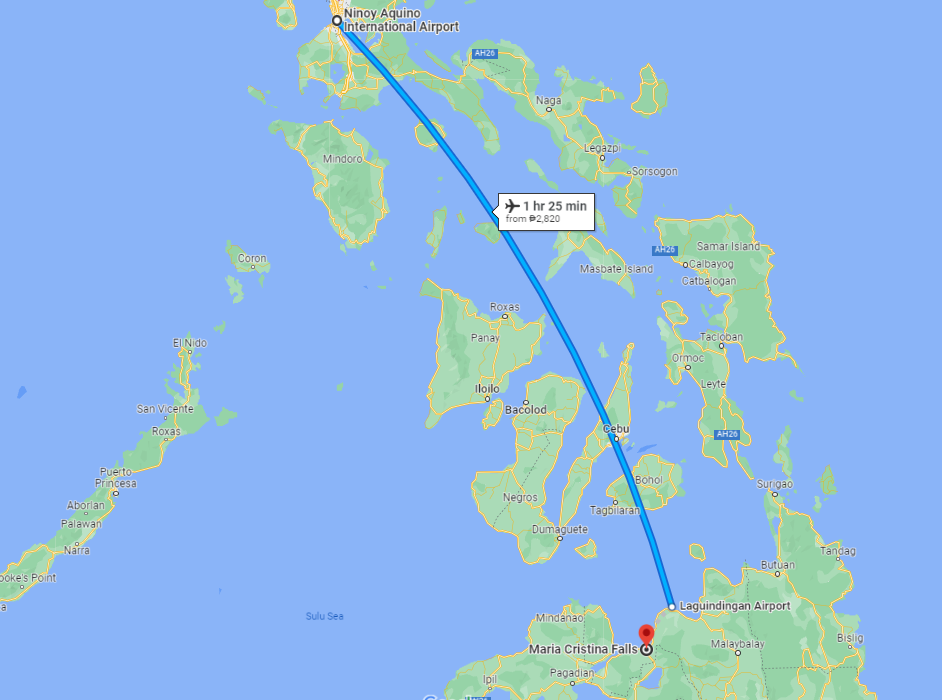 Ninoy Aquino
International Airport
AH26
Naga
Mindoro
Legazpi
Sorsogon
1 hr 25 min
from ₱2,820
Samar Island
AH26
Calbayog
Coron
Masbate Island
Catbalogan
Roxas
Panay
Tacloban
El Nido
Ormoc
Leyte
Iloilo
Bacolod
San Vicente
Roxas
Cebu
AH26
Puerto
Princesa
Bohol
Surigao
Negros
Aborlan
Tagbilaran
Palawan
Dumaguete
Narra
Tandag
Butuan
ooke's Point
a
Laguindingan Airport
Sulu Sea
Mindanao
Bislig
Maria Cristina Falls
Malaybalay
Pagadian
Ipil